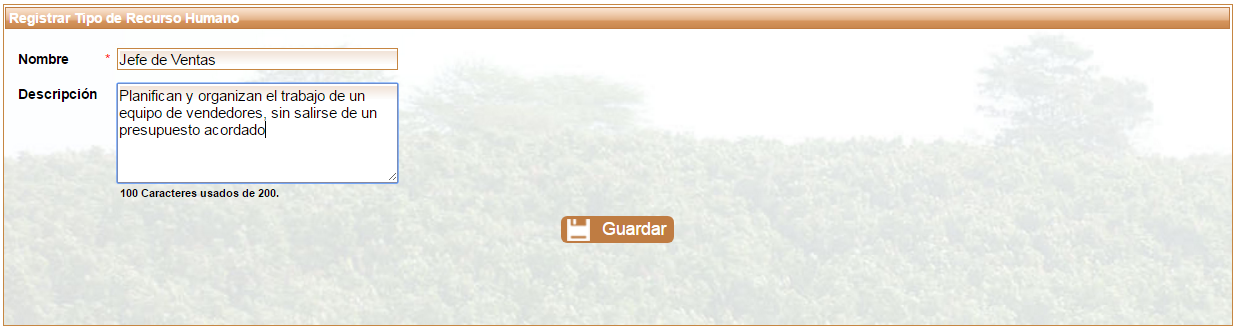 Registrar Tipo de Recurso Humano
Nombre * Jefe de Ventas
Descripción
Planifican y organizan el trabajo de un
equipo de vendedores, sin salirse de un
presupuesto acordado
100 Caracteres usados de 200.
Guardar